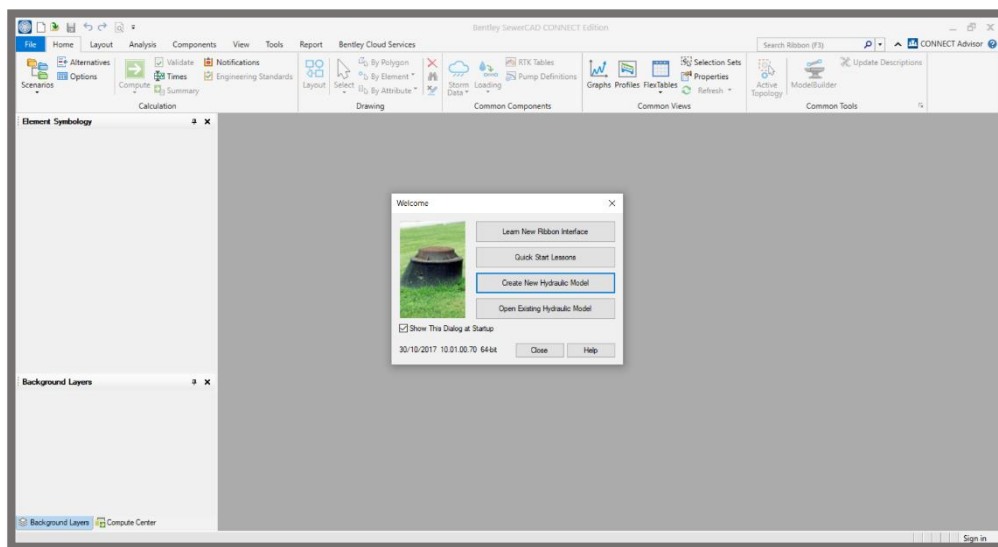 Bentley SewerCAD CONNECT Edition
File Home Layout Analysis Components View Tools Report Bentley Cloud Services
Search Ribbon (F3)
CONNECT Advisor
Scenarios
Alternatives
Options
Compute
Validate
Times
Summary
Notifications
Engineering Standards
Calculation
Layout
Select
By Polygon
By Element
By Attribute
Drawing
Storm Data
Loading
RTK Tables
Pump Definitions
Common Components
Graphs
Profiles
FlexTables
Selection Sets
Properties
Refresh
Common Views
Active Topology
ModelBuilder
Update Descriptions
Common Tools
Element Symbology
Welcome
Learn New Ribbon Interface
Quick Start Lessons
Create New Hydraulic Model
Open Existing Hydraulic Model
Show This Dialog at Startup
30/10/2017 10.01.00.70 64-bit
Close
Help
Background Layers
Background Layers
Compute Center
Sign in